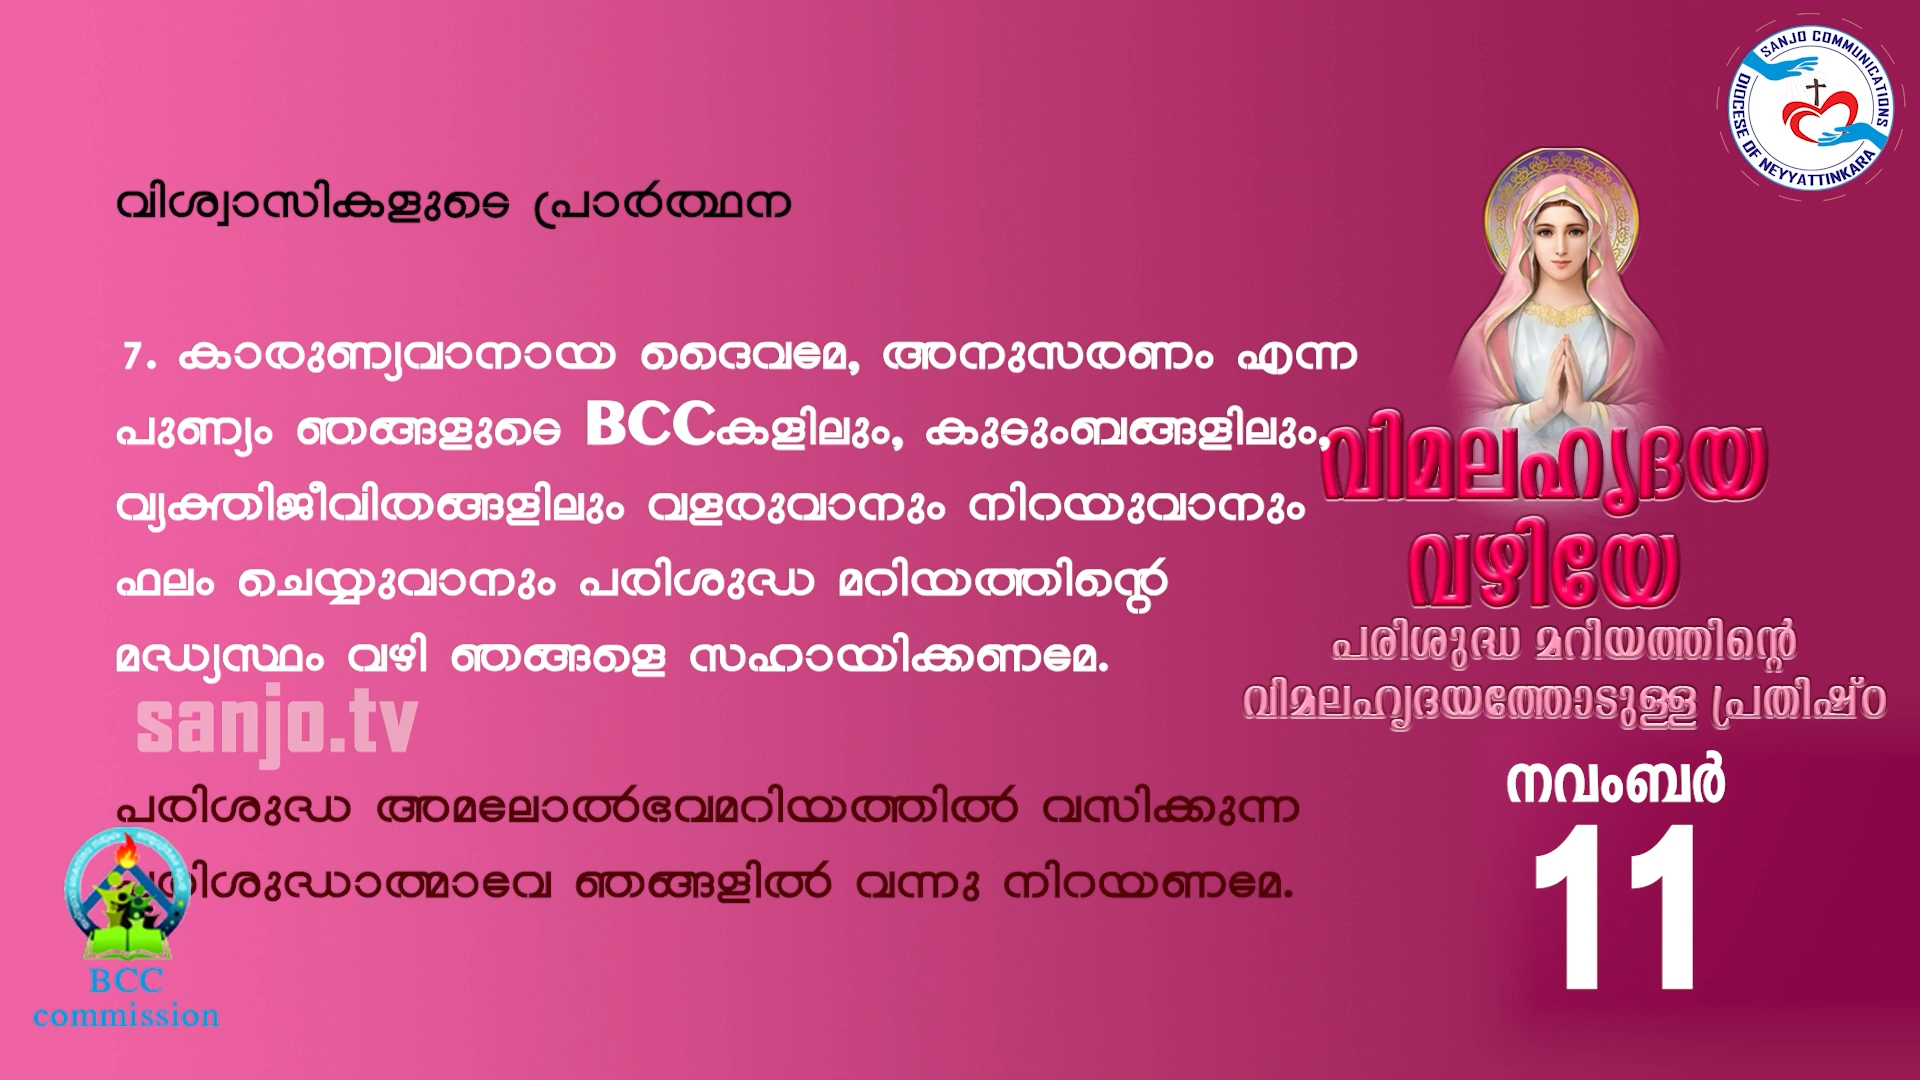 SANJO COMMUNICATIONS
DIOCESE OF NEYYATTINKARA
വിശ്വാസികളുടെ പ്രാർത്ഥന
7. കാരുണ്യവാനായ ദൈവമേ, അനുസരണം എന്ന
പുണ്യം ഞങ്ങളുടെ BCCകളിലും, കുടുംബങ്ങളിലും,
വ്യക്തിജീവിതങ്ങളിലും വളരുവാനും നിറയുവാനും
ഫലം ചെയ്യുവാനും പരിശുദ്ധ മറിയത്തിന്റെ
മദ്ധ്യസ്ഥം വഴി ഞങ്ങളെ സഹായിക്കണമേ.
sanjo.tv
പരിശുദ്ധ അമലോൽഭവമറിയത്തിൽ വസിക്കുന്ന
പരിശുദ്ധാത്മാവേ ഞങ്ങളിൽ വന്നു നിറയണമേ.
BCC
commission
വിമലഹൃദയ
വഴിയേ
പരിശുദ്ധ മറിയത്തിന്റെ
വിമലഹൃദയത്തോടുള്ള പ്രതിഷ്ഠ
നവംബർ
11